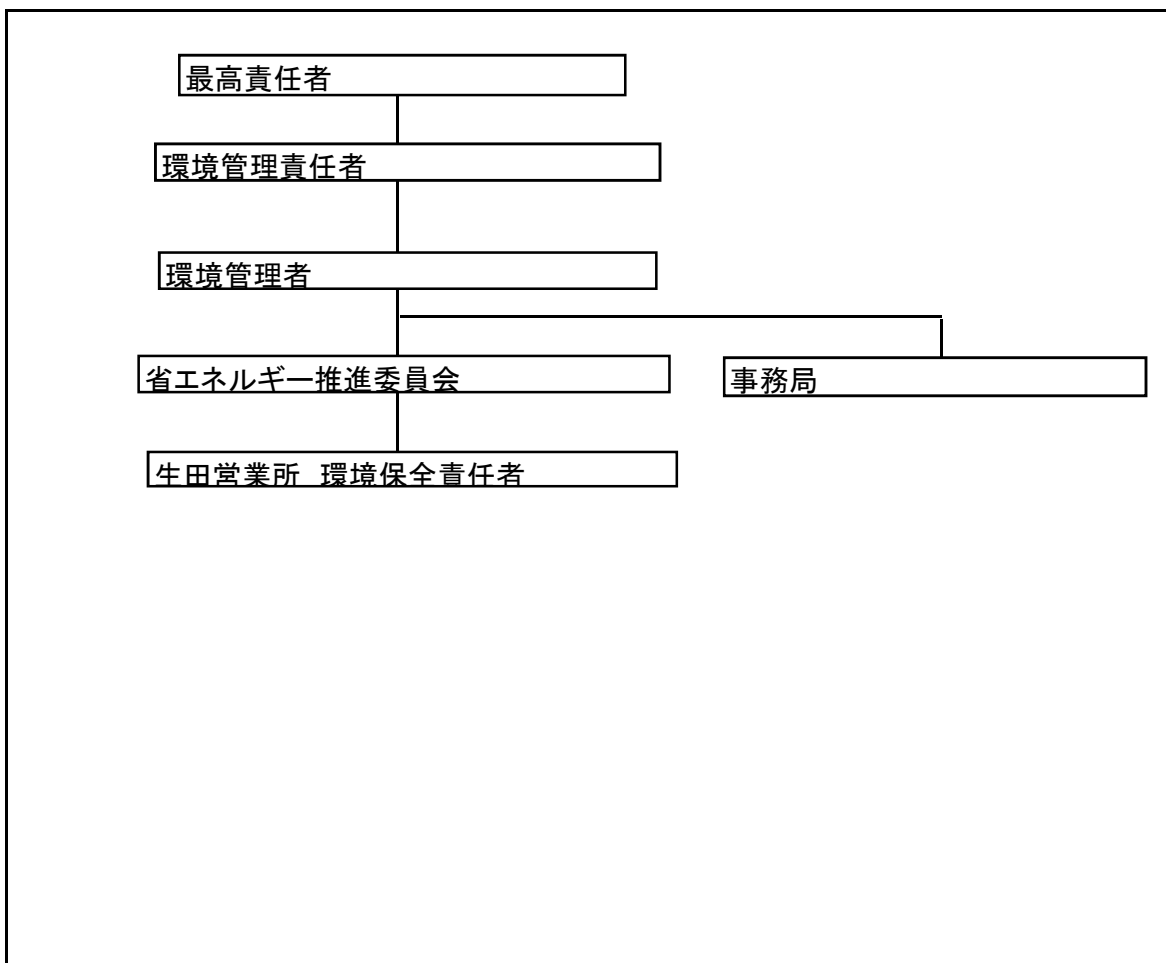 最高責任者
環境管理責任者
環境管理者
省エネルギー推進委員会
事務局
生田営業所　環境保全責任者